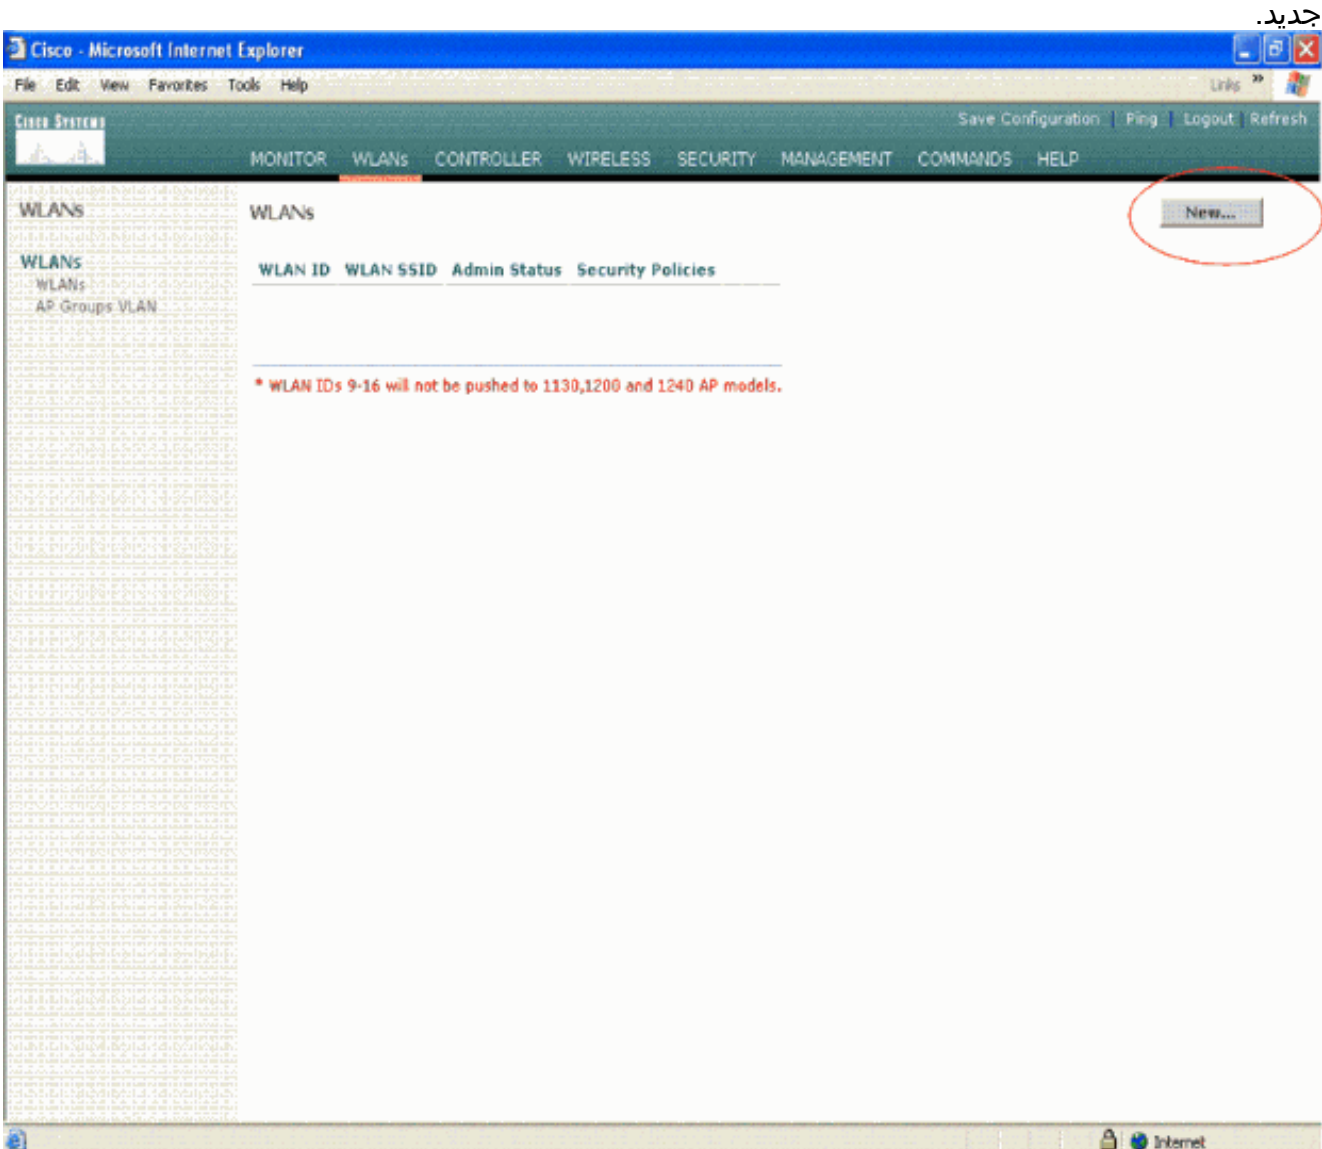 جديد.
Cisco - Microsoft Internet Explorer
File Edit View Favorites Tools Help Links »
CISCO SYSTEMS
Save Configuration | Ping | Logout | Refresh
MONITOR WLANs CONTROLLER WIRELESS SECURITY MANAGEMENT COMMANDS HELP
WLANs
WLANs
New...
WLANs
WLANs
AP Groups VLAN
WLAN ID WLAN SSID Admin Status Security Policies
* WLAN IDs 9-16 will not be pushed to 1130,1200 and 1240 AP models.
Internet